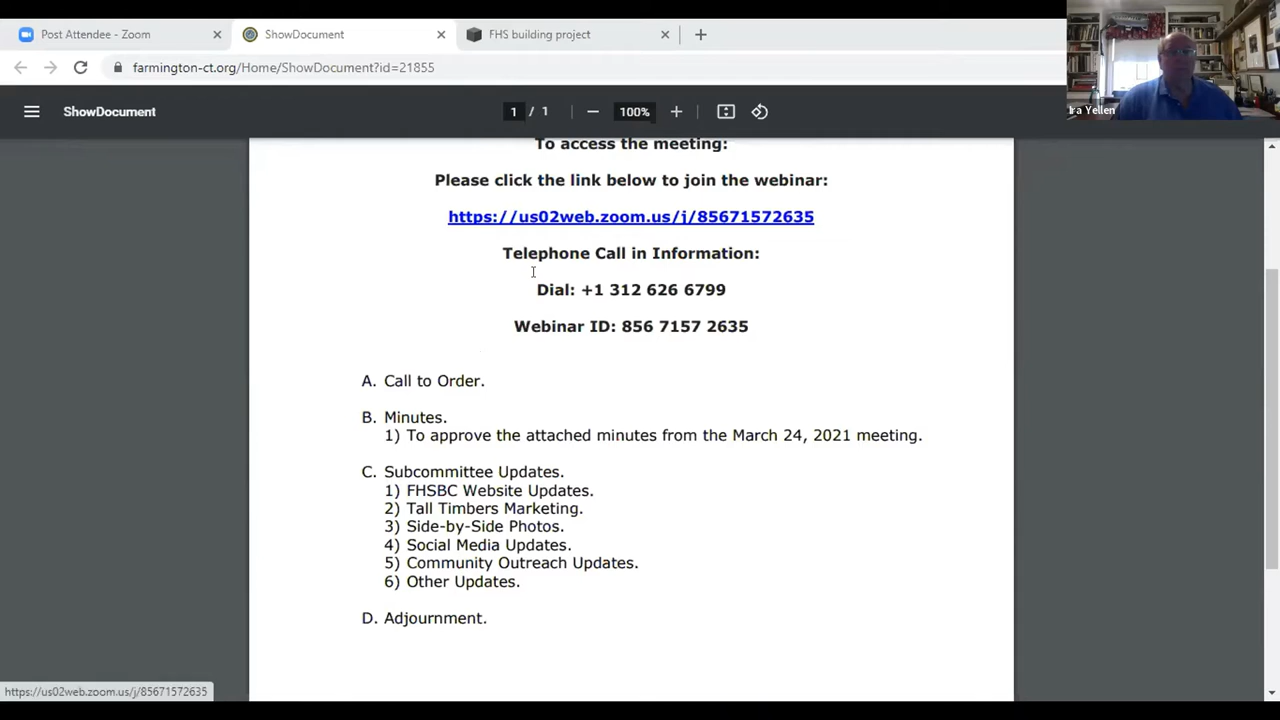 Post Attendee - Zoom
ShowDocument
FHS building project
farmington-ct.org/Home/ShowDocument?id=21855
ShowDocument
1 / 1
100%
Ira Yellen
To access the meeting:
Please click the link below to join the webinar:
https://us02web.zoom.us/j/85671572635
Telephone Call in Information:
Dial: +1 312 626 6799
Webinar ID: 856 7157 2635
A. Call to Order.
B. Minutes.
1) To approve the attached minutes from the March 24, 2021 meeting.
C. Subcommittee Updates.
1) FHSBC Website Updates.
2) Tall Timbers Marketing.
3) Side-by-Side Photos.
4) Social Media Updates.
5) Community Outreach Updates.
6) Other Updates.
D. Adjournment.
https://us02web.zoom.us/j/85671572635